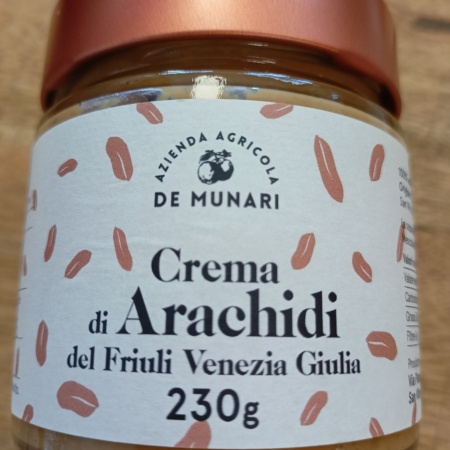 AZIENDA AGRICOLA
DE MUNARI
Crema
di Arachidi
del Friuli Venezia Giulia
230g